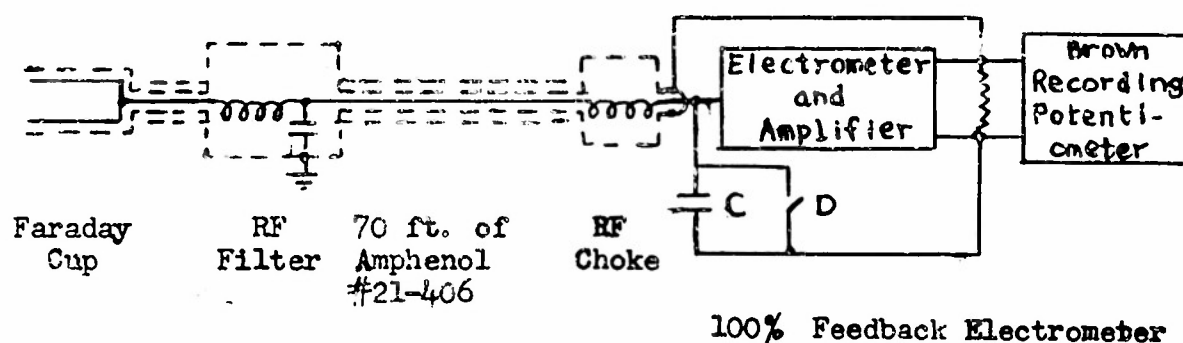 Electrometer
and
Amplifier
Brown
Recording
Potenti-
ometer
C
D
Faraday
Cup
RF
Filter
70 ft. of
Amphenol
#21-406
RF
Choke
100% Feedback Electrometer